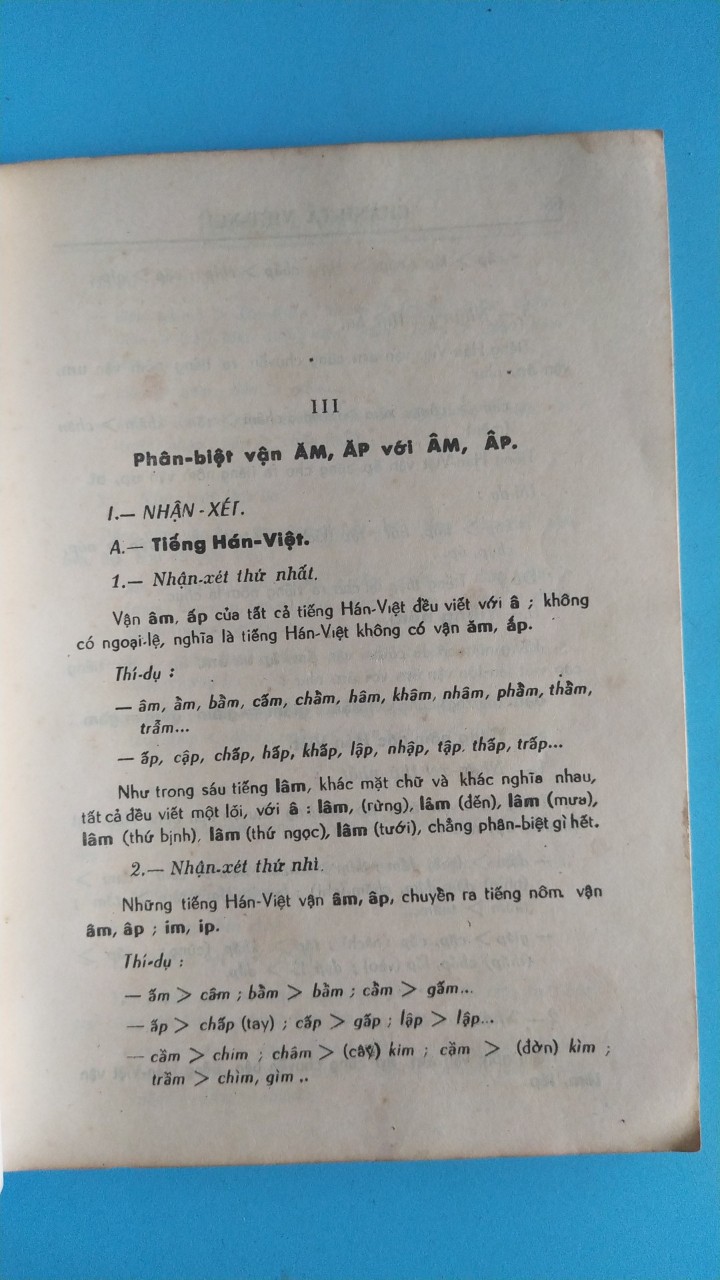 III
Phân-biệt vận ĂM, ĂP với ÂM, ÂP.
I.— NHẬN-XÉT.
A.— Tiếng Hán-Việt.
1.— Nhận-xét thứ nhất.
Vận âm, ấp của tất cả tiếng Hán-Việt đều viết với â ; không
có ngoại-lệ, nghĩa là tiếng Hán-Việt không có vận ăm, ắp.
Thí-dụ :
— âm, ẩm, bẩm, cấm, chẩm, hâm, khâm, nhâm, phẩm, thầm,
trẫm...
— ấp, cập, chấp, hấp, khấp, lập, nhập, tập, thấp, trấp...
Như trong sáu tiếng lâm, khác mặt chữ và khác nghĩa nhau,
tất cả đều viết một lối, với â : lâm, (rừng), lâm (đến), lâm (mưa),
lâm (thứ bịnh), lâm (thứ ngọc), lâm (tưới), chẳng phân-biệt gì hết.
2.— Nhận-xét thứ nhì.
Những tiếng Hán-Việt vận âm, âp, chuyển ra tiếng nôm vận
âm, âp ; im, ip.
Thí-dụ :
— ấm > câm ; bẩm > bẩm ; cầm > gấm...
— ấp > chấp (tay) ; cấp > gấp ; lập > lập...
— cầm > chim ; châm > (cây) kim ; cặm > (đờn) kìm ;
trầm > chìm, gìm ..